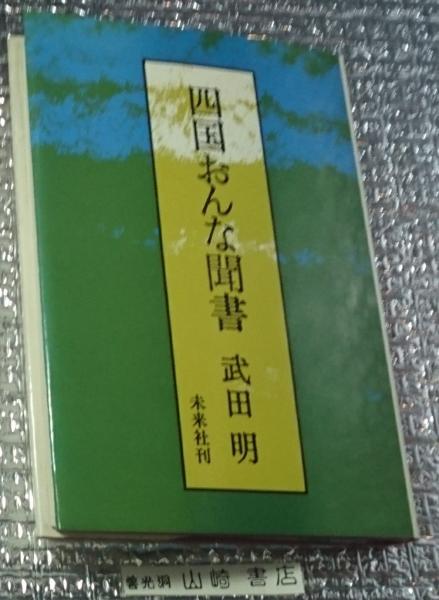 四国おんな聞書
武田明
未来社刊
曽光洞 山崎書店